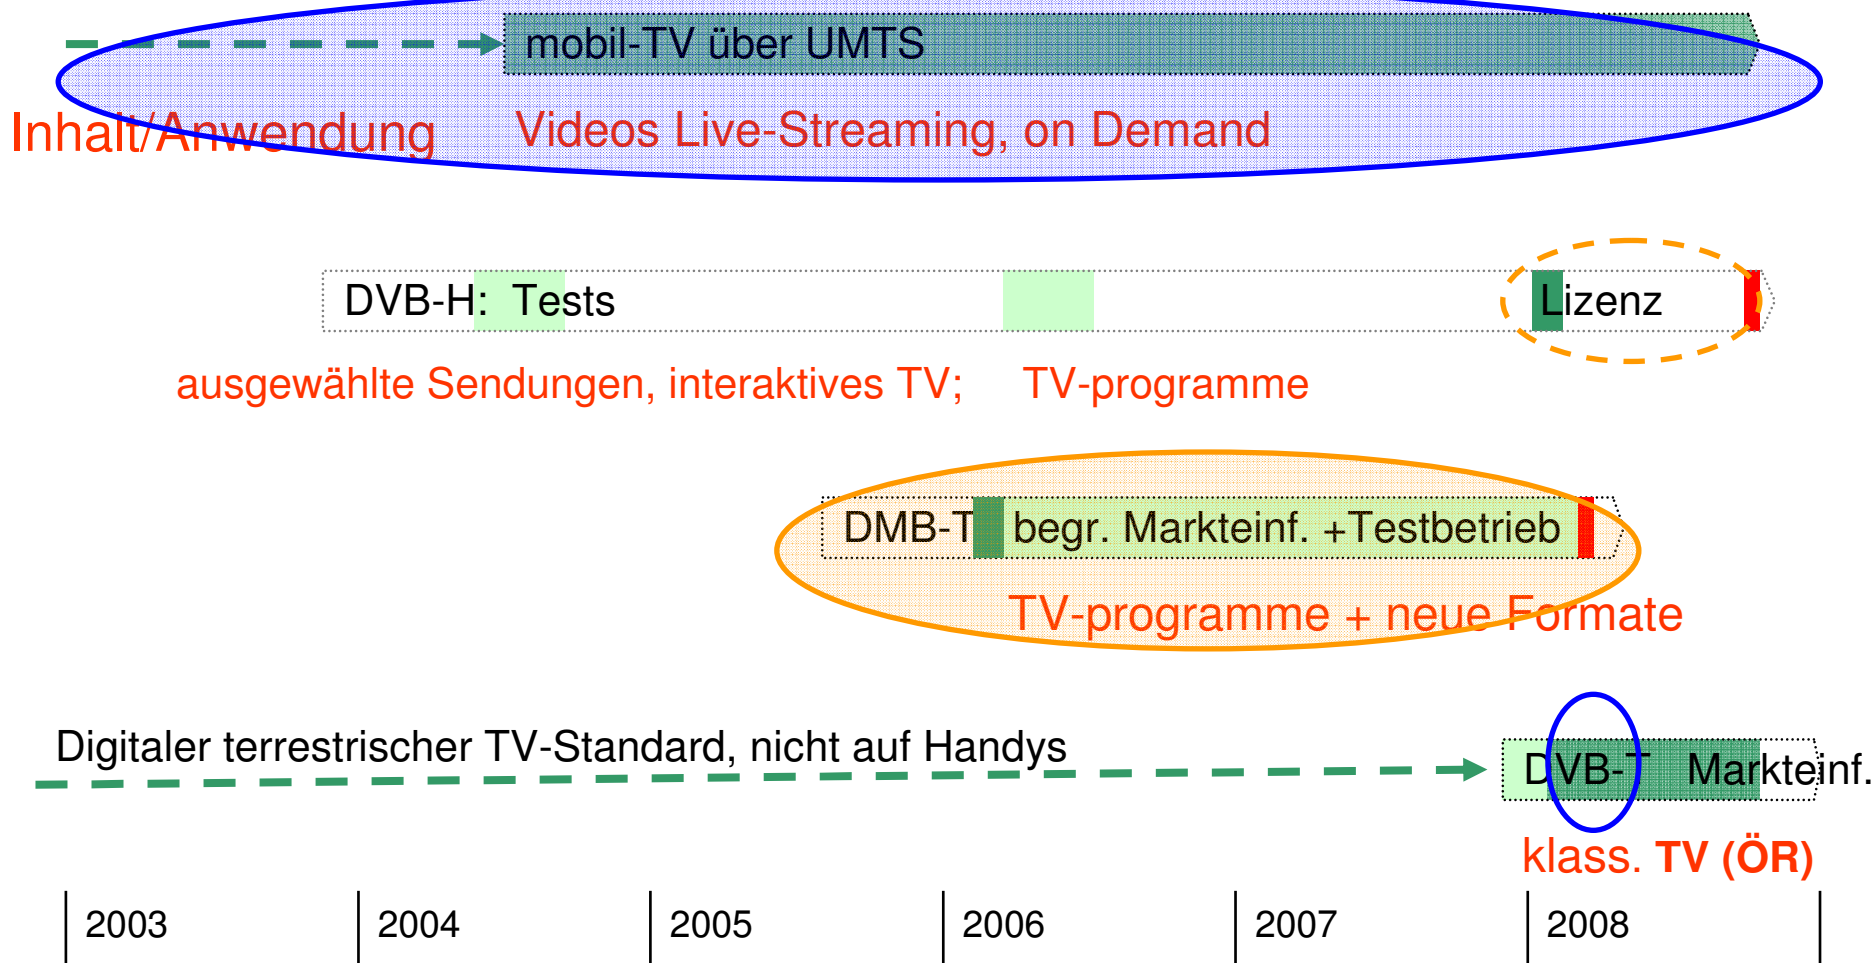 mobil-TV über UMTS
Inhalt/Anwendung Videos Live-Streaming, on Demand
DVB-H: Tests Lizenz
ausgewählte Sendungen, interaktives TV; TV-programme
DMB-T begr. Markteinf. +Testbetrieb
TV-programme + neue Formate
Digitaler terrestrischer TV-Standard, nicht auf Handys
DVB-T Markteinf.
klass. TV (ÖR)
2003 2004 2005 2006 2007 2008